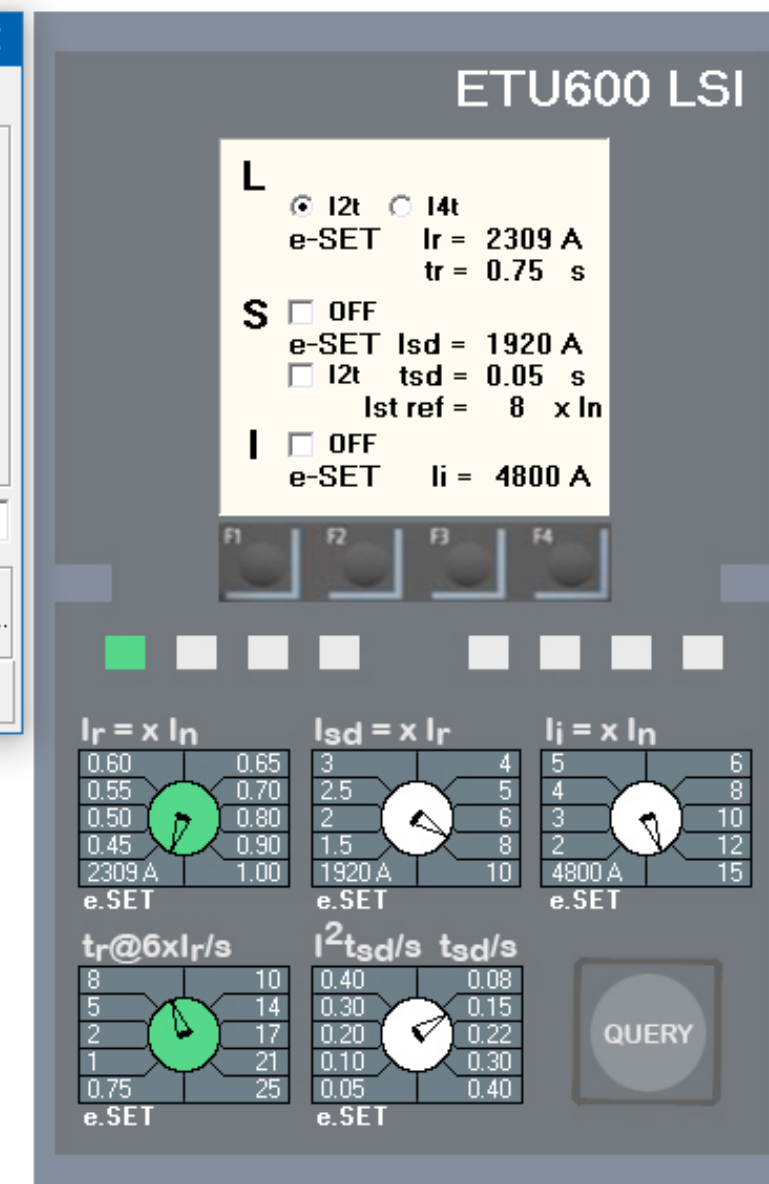 ETU600 LSI
L
I2t I4t
e-SET Ir = 2309 A
tr = 0.75 s
S OFF
e-SET Isd = 1920 A
I2t tsd = 0.05 s
Ist ref = 8 x In
I OFF
e-SET Ii = 4800 A
F1 F2 F3 F4
Ir = x In
0.60 0.65
0.55 0.70
0.50 0.80
0.45 0.90
2309 A 1.00
e.SET
Isd = x Ir
3 4
2.5 5
2 6
1.5 8
1920 A 10
e.SET
Ii = x In
5 6
4 8
3 10
2 12
4800 A 15
e.SET
tr@6xIr/s
8 10
5 14
2 17
1 21
0.75 25
e.SET
I²tsd/s tsd/s
0.40 0.08
0.30 0.15
0.20 0.22
0.10 0.30
0.05 0.40
e.SET
QUERY